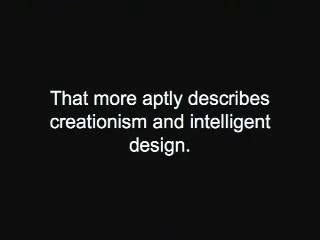 That more aptly describes
creationism and intelligent
design.